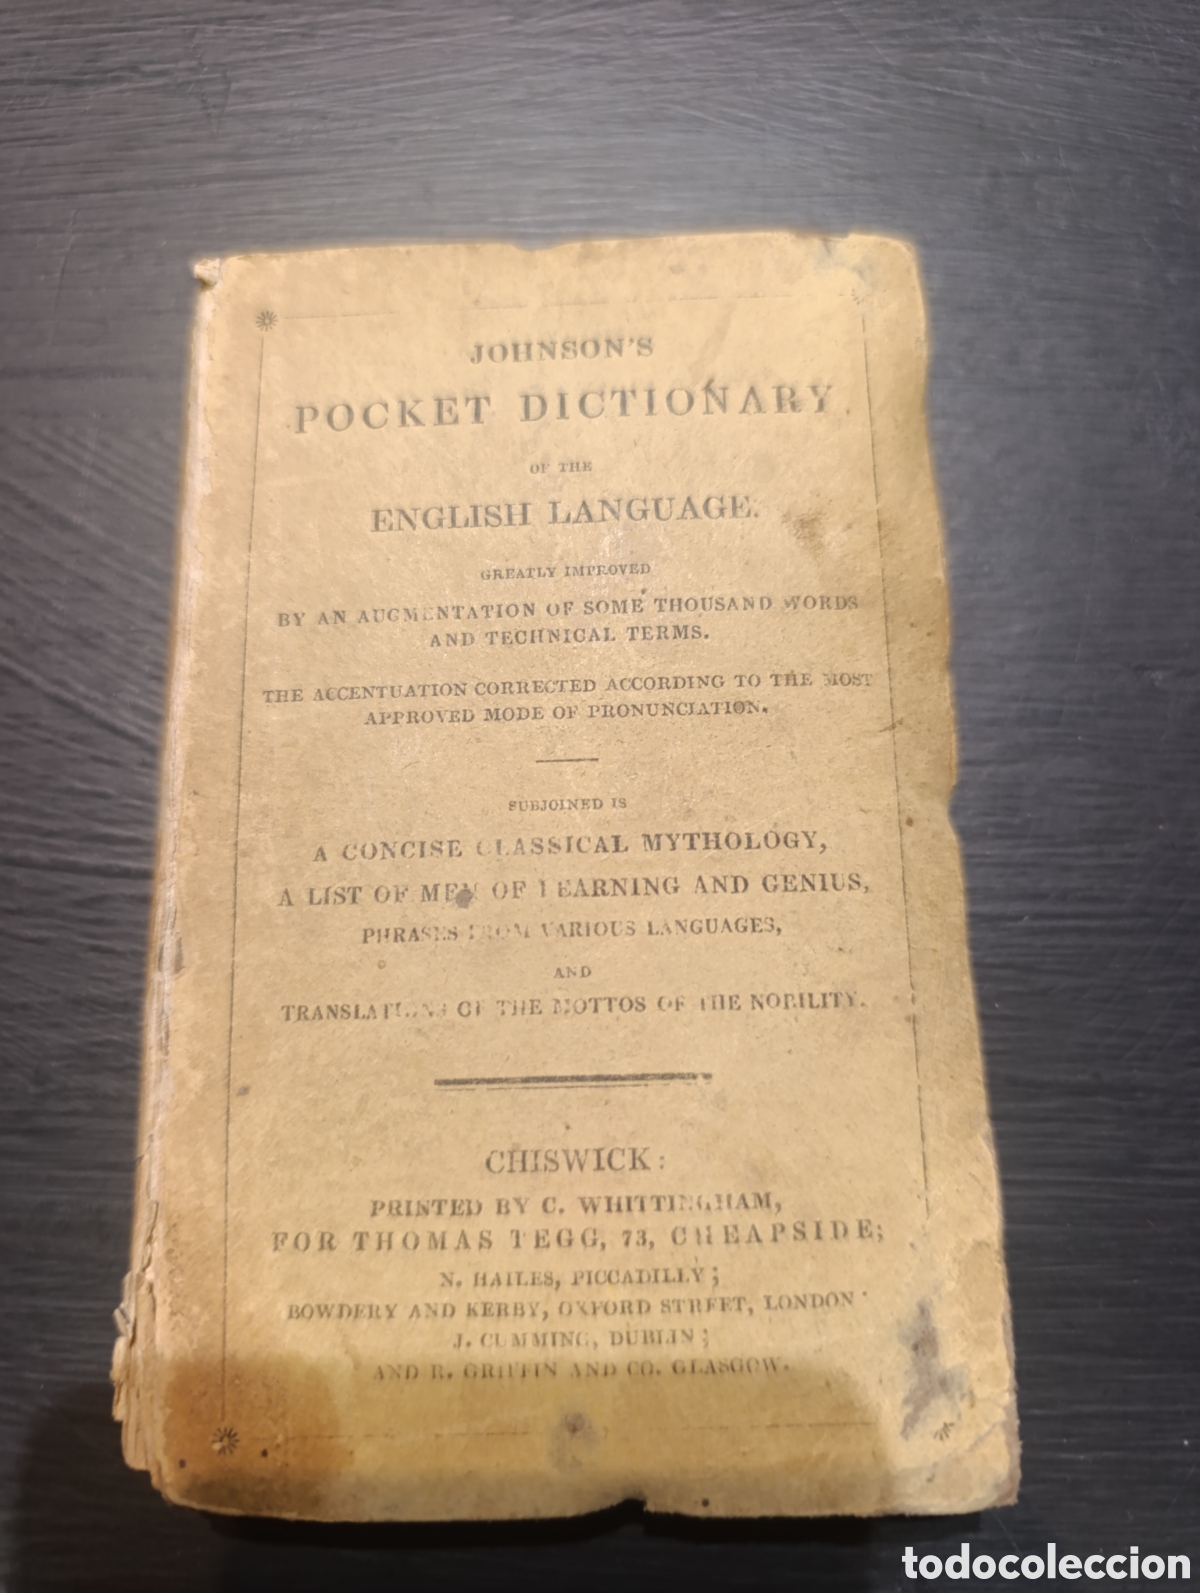 JOHNSON'S
POCKET DICTIONARY
OF THE
ENGLISH LANGUAGE.
GREATLY IMPROVED
BY AN AUGMENTATION OF SOME THOUSAND WORDS
AND TECHNICAL TERMS.
THE ACCENTUATION CORRECTED ACCORDING TO THE MOST
APPROVED MODE OF PRONUNCIATION.
SUBJOINED IS
A CONCISE CLASSICAL MYTHOLOGY,
A LIST OF MEN OF LEARNING AND GENIUS,
PHRASES FROM VARIOUS LANGUAGES,
AND
TRANSLATIONS OF THE MOTTOS OF THE NOBILITY.
CHISWICK:
PRINTED BY C. WHITTINGHAM,
FOR THOMAS TEGG, 73, CHEAPSIDE;
N. HAILES, PICCADILLY;
BOWDERY AND KERBY, OXFORD STREET, LONDON
J. CUMMING, DUBLIN;
AND R. GRIFFIN AND CO. GLASGOW.
todocoleccion